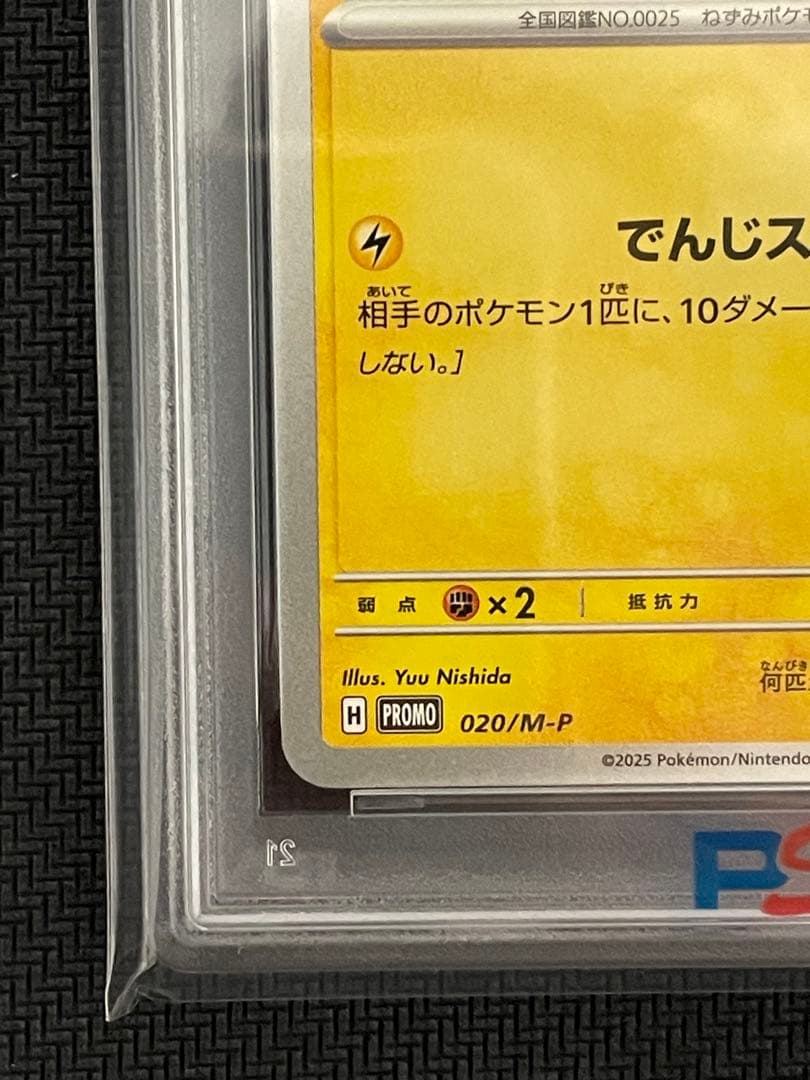 全国図鑑NO.0025 ねずみポケモ
でんじス
あいて びき
相手のポケモン1匹に、10ダメー
しない。]
弱点 ×2 抵抗力
Illus. Yuu Nishida
なんびき
何匹
H PROMO 020/M-P
©2025 Pokémon/Nintendo
21
PS